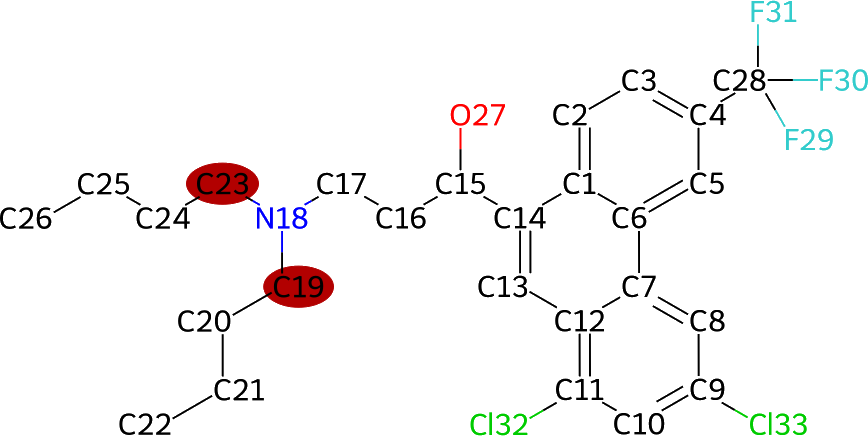 F31
C3 C28 F30
O27 C2 C4
F29
C25 C23 C17 C15 C1 C5
C26 C24 N18 C16 C14 C6
C19 C13 C7
C20 C12 C8
C21 C11 C9
C22 Cl32 C10 Cl33